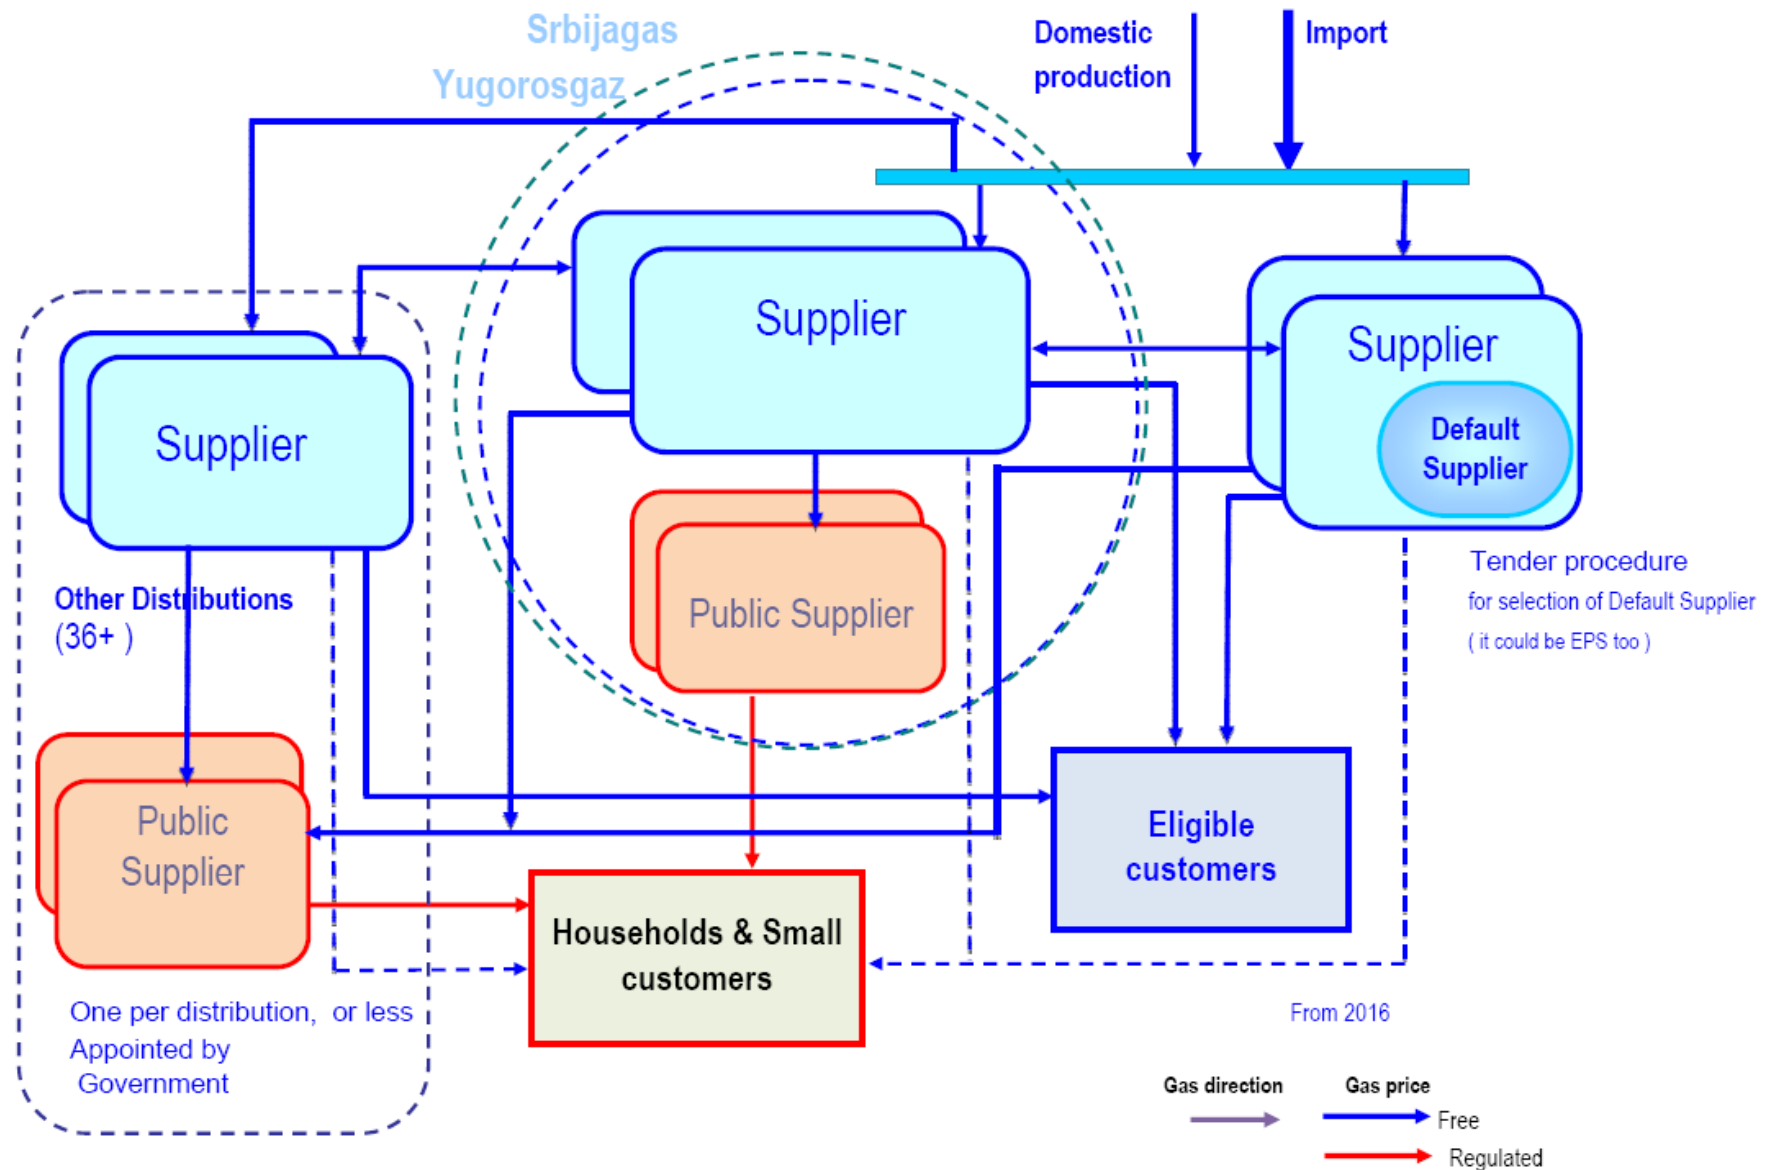 Srbijagas
Yugorosgaz
Domestic
production
Import
Supplier
Supplier
Default
Supplier
Supplier
Tender procedure
for selection of Default Supplier
( it could be EPS too )
Other Distributions
(36+ )
Public Supplier
Public
Supplier
Eligible
customers
Households & Small
customers
One per distribution, or less
Appointed by
Government
From 2016
Gas direction
Gas price
Free
Regulated